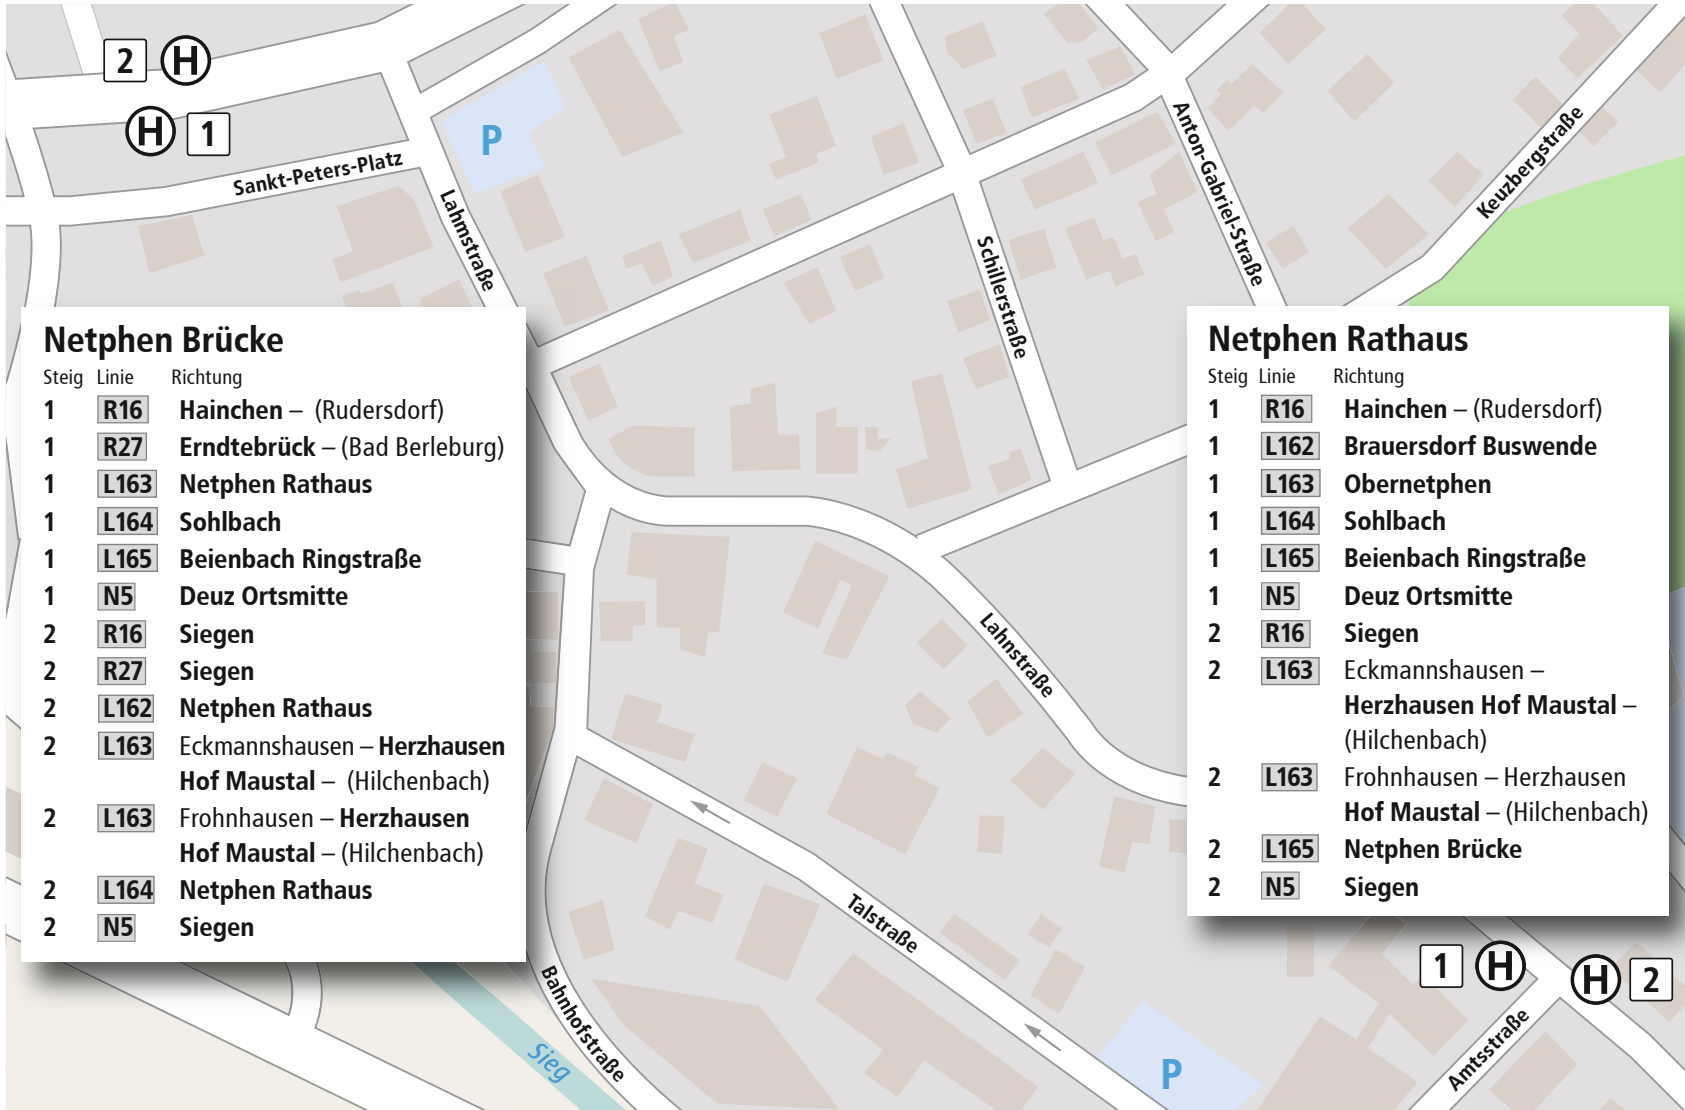 2 H
H 1
Sankt-Peters-Platz
P
Lahmstraße
Anton-Gabriel-Straße
Keuzbergstraße
Schillerstraße
Netphen Brücke
Steig Linie Richtung
1 R16 Hainchen – (Rudersdorf)
1 R27 Erndtebrück – (Bad Berleburg)
1 L163 Netphen Rathaus
1 L164 Sohlbach
1 L165 Beienbach Ringstraße
1 N5 Deuz Ortsmitte
2 R16 Siegen
2 R27 Siegen
2 L162 Netphen Rathaus
2 L163 Eckmannshausen – Herzhausen
Hof Maustal – (Hilchenbach)
2 L163 Frohnhausen – Herzhausen
Hof Maustal – (Hilchenbach)
2 L164 Netphen Rathaus
2 N5 Siegen
Netphen Rathaus
Steig Linie Richtung
1 R16 Hainchen – (Rudersdorf)
1 L162 Brauersdorf Buswende
1 L163 Obernetphen
1 L164 Sohlbach
1 L165 Beienbach Ringstraße
1 N5 Deuz Ortsmitte
2 R16 Siegen
2 L163 Eckmannshausen –
Herzhausen Hof Maustal –
(Hilchenbach)
2 L163 Frohnhausen – Herzhausen
Hof Maustal – (Hilchenbach)
2 L165 Netphen Brücke
2 N5 Siegen
Lahnstraße
Talstraße
Bahnhofstraße
Sieg
1 H
H 2
Amtsstraße
P